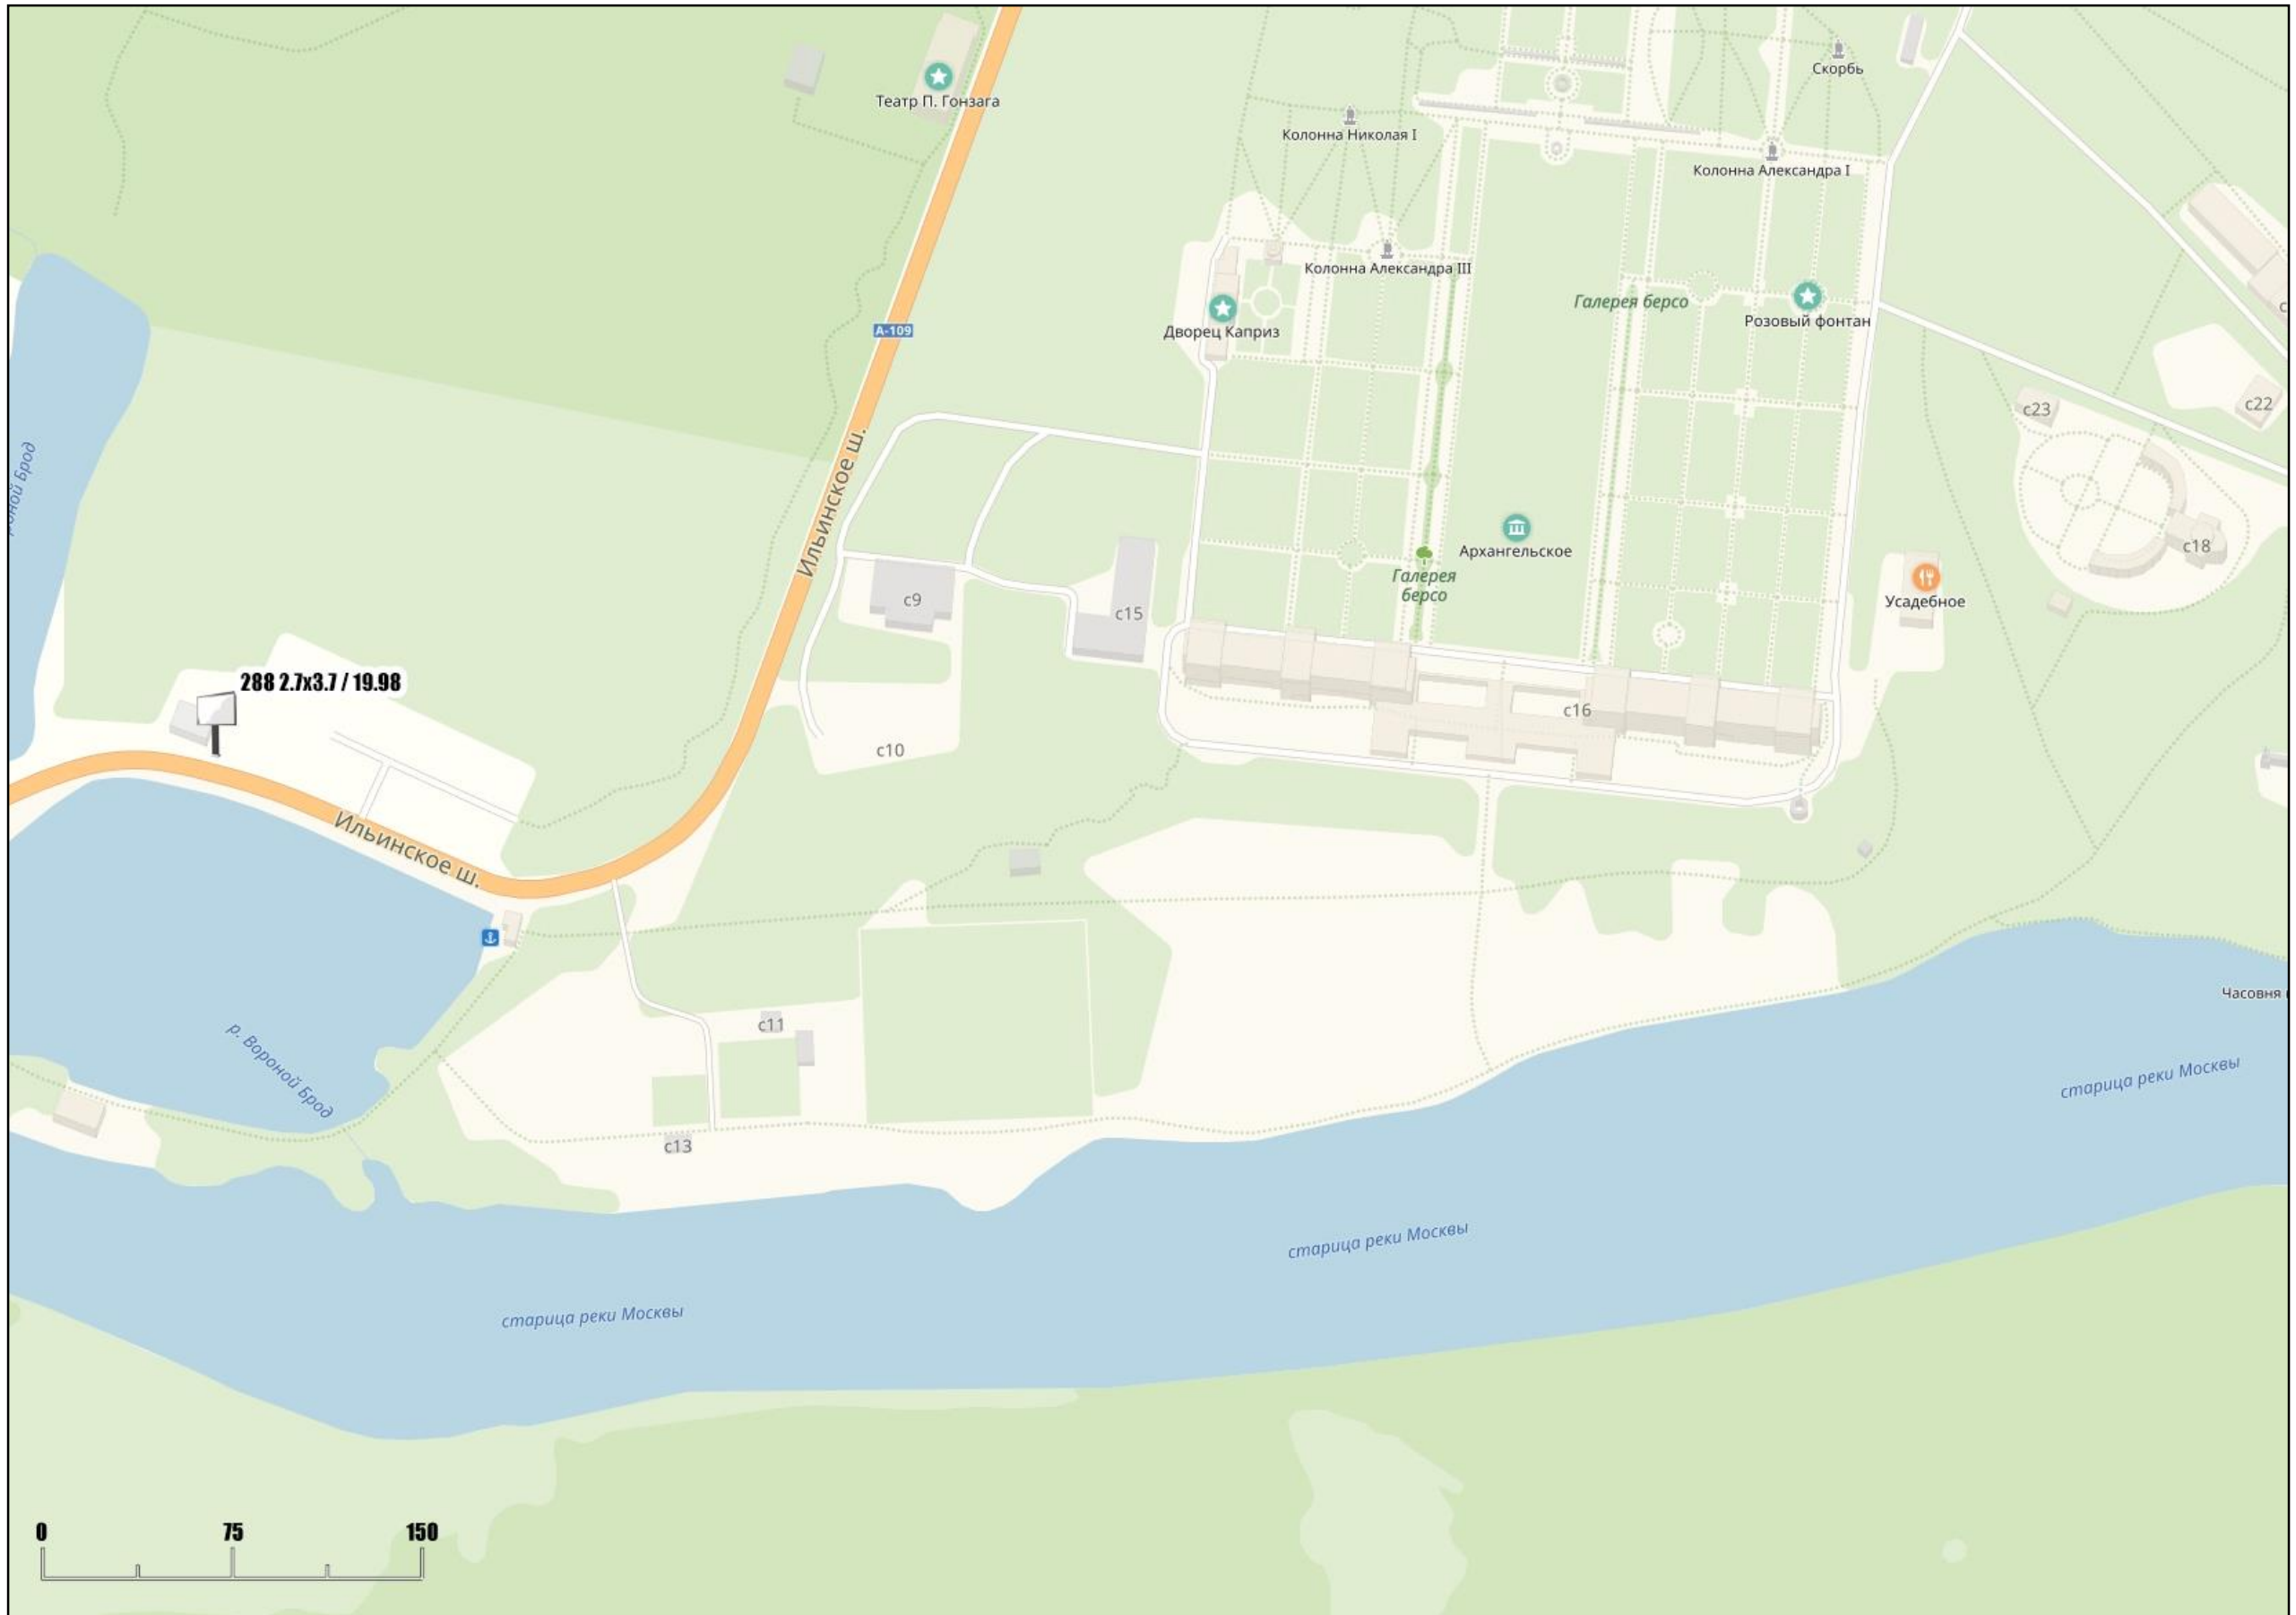 Скорбь
Театр П. Гонзага
Колонна Николая I
Колонна Александра I
Колонна Александра III
Галерея берсо
Розовый фонтан
Дворец Каприз
А-109
с23
с22
Ильинское ш.
Архангельское
с18
Галерея
берсо
Усадебное
с9
с15
288 2.7х3.7 / 19.98
с16
с10
Ильинское ш.
Часовня
с11
р. Вороной Брод
старица реки Москвы
с13
старица реки Москвы
старица реки Москвы
0 75 150